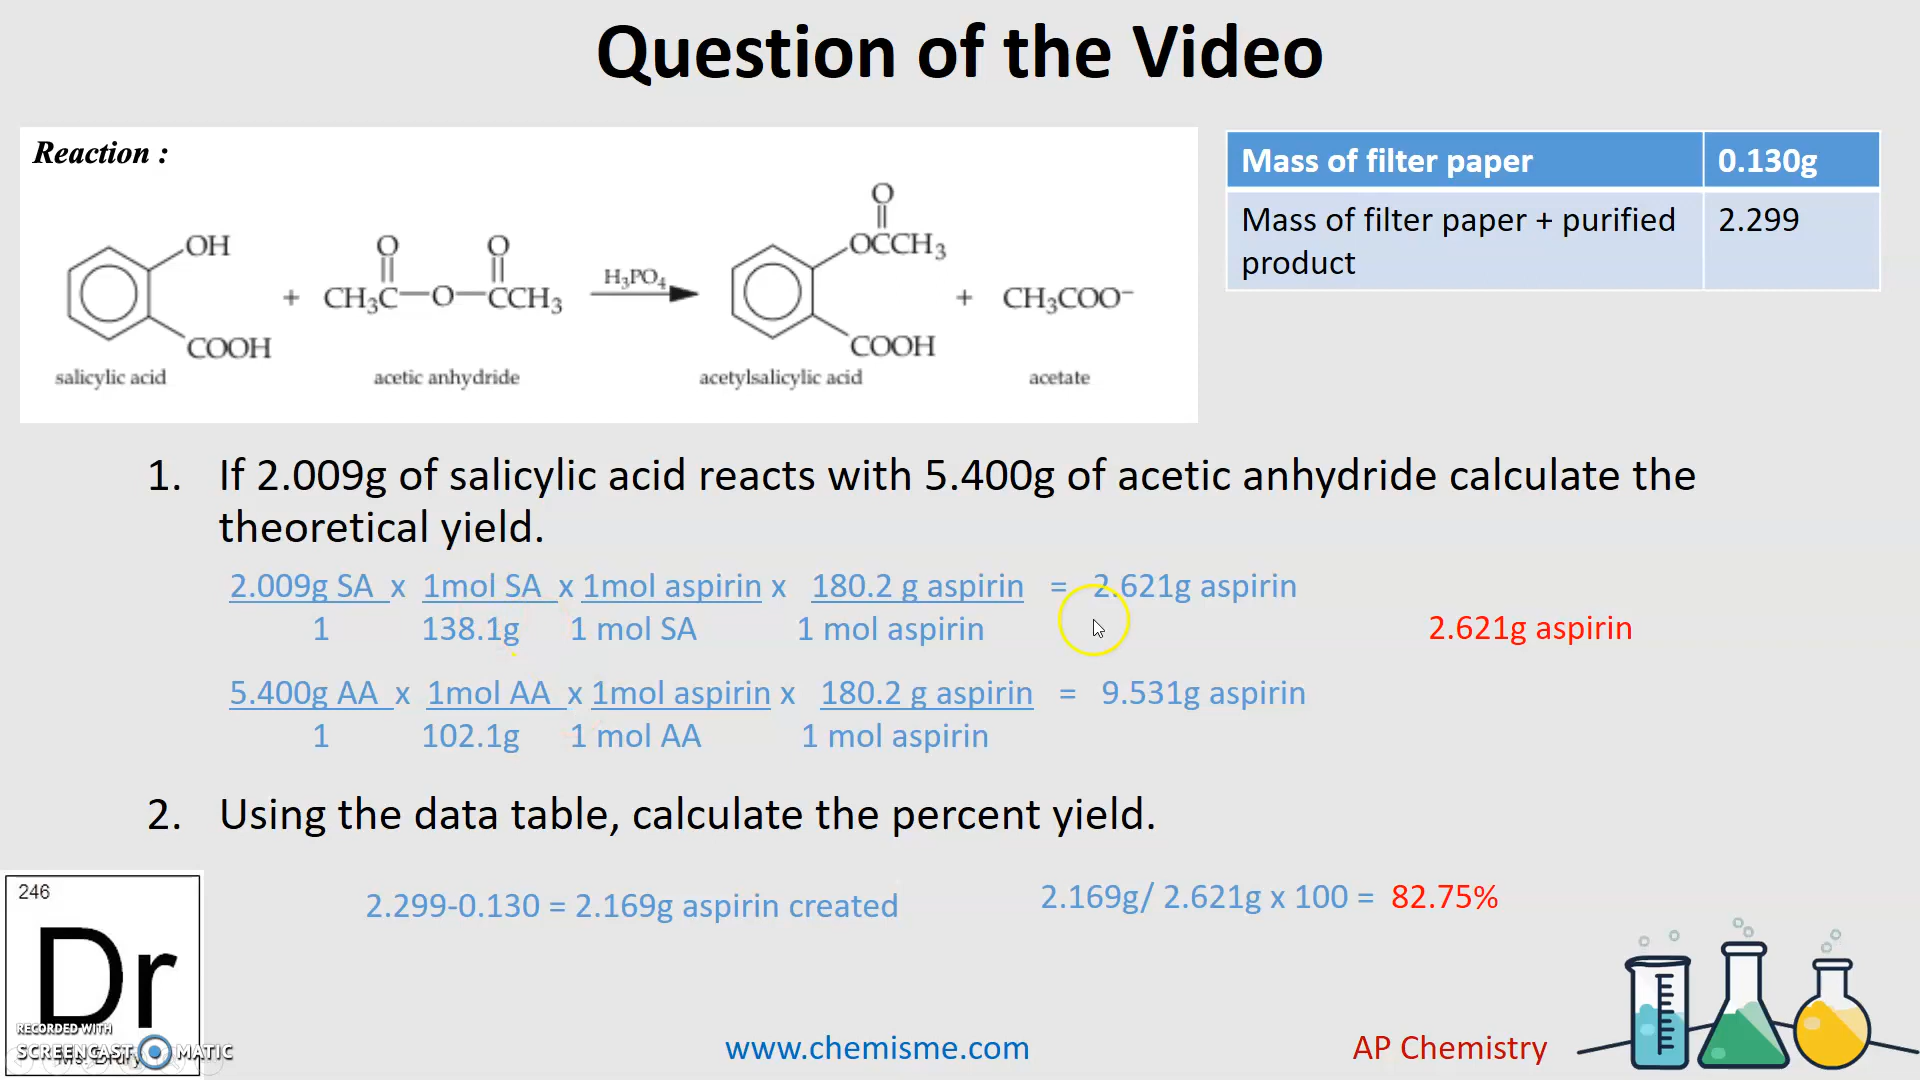 Question of the Video
Reaction :
OH
COOH
salicylic acid
+
O O
CH₃C—O—CCH₃
acetic anhydride
H₃PO₄
O
OCCH₃
COOH
acetylsalicylic acid
+
CH₃COO⁻
acetate
Mass of filter paper 0.130g
Mass of filter paper + purified 2.299
product
1. If 2.009g of salicylic acid reacts with 5.400g of acetic anhydride calculate the
theoretical yield.
2.009g SA x 1mol SA x 1mol aspirin x 180.2 g aspirin = 2.621g aspirin
1 138.1g 1 mol SA 1 mol aspirin 2.621g aspirin
5.400g AA x 1mol AA x 1mol aspirin x 180.2 g aspirin = 9.531g aspirin
1 102.1g 1 mol AA 1 mol aspirin
2. Using the data table, calculate the percent yield.
2.299-0.130 = 2.169g aspirin created
2.169g/ 2.621g x 100 = 82.75%
246
Dr
RECORDED WITH
SCREENCAST MATIC
www.chemisme.com
AP Chemistry